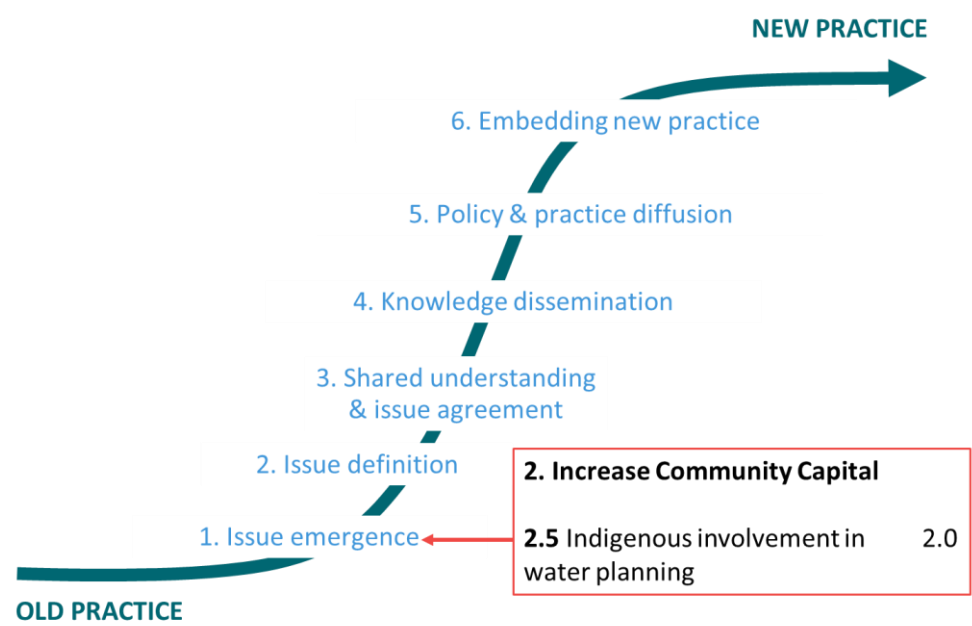 NEW PRACTICE
6. Embedding new practice
5. Policy & practice diffusion
4. Knowledge dissemination
3. Shared understanding
& issue agreement
2. Issue definition
1. Issue emergence
2. Increase Community Capital
2.5 Indigenous involvement in 2.0
water planning
OLD PRACTICE